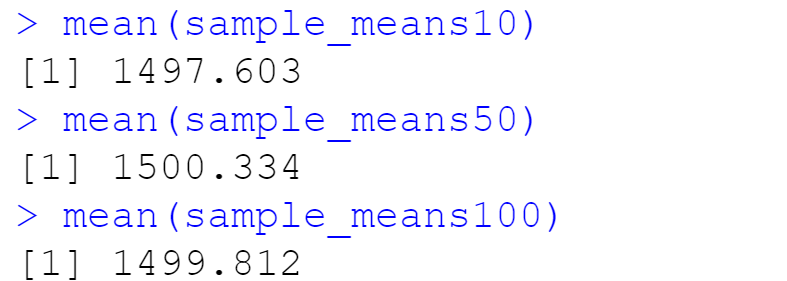 > mean(sample_means10)
[1] 1497.603
> mean(sample_means50)
[1] 1500.334
> mean(sample_means100)
[1] 1499.812